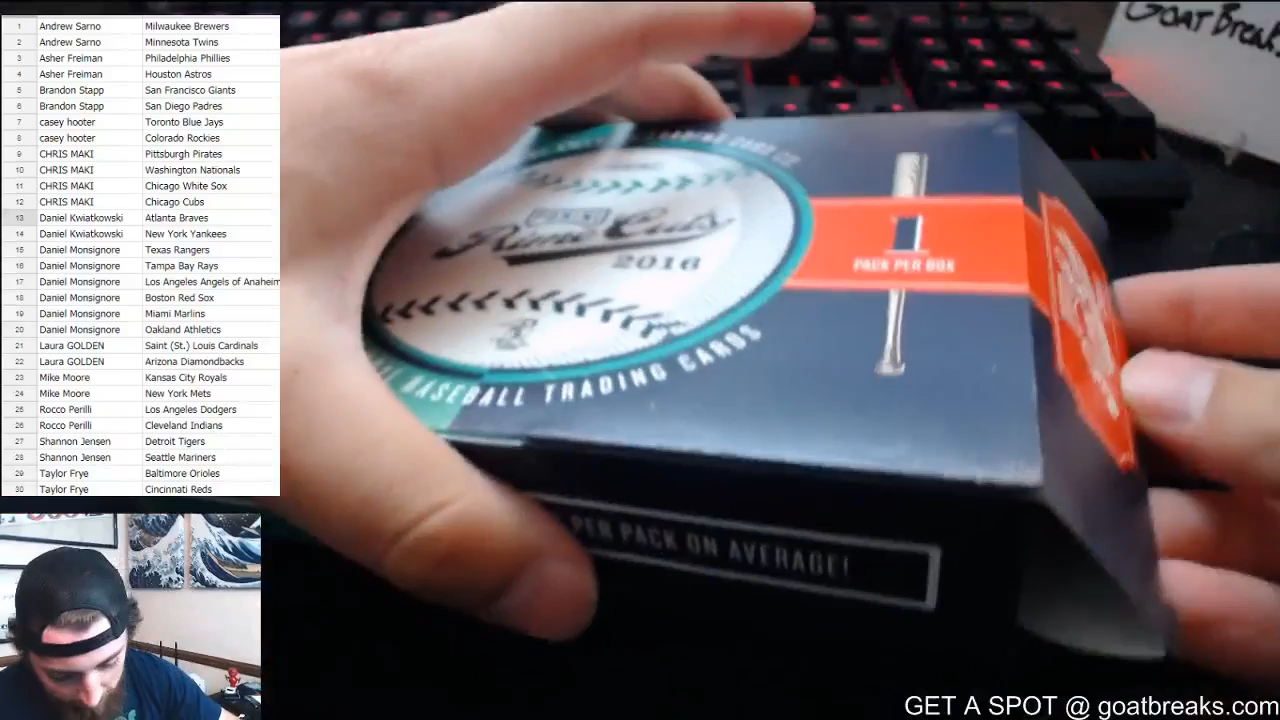 1 Andrew Sarno Milwaukee Brewers
2 Andrew Sarno Minnesota Twins
3 Asher Freiman Philadelphia Phillies
4 Asher Freiman Houston Astros
5 Brandon Stapp San Francisco Giants
6 Brandon Stapp San Diego Padres
7 casey hooter Toronto Blue Jays
8 casey hooter Colorado Rockies
9 CHRIS MAKI Pittsburgh Pirates
10 CHRIS MAKI Washington Nationals
11 CHRIS MAKI Chicago White Sox
12 CHRIS MAKI Chicago Cubs
13 Daniel Kwiatkowski Atlanta Braves
14 Daniel Kwiatkowski New York Yankees
15 Daniel Monsignore Texas Rangers
16 Daniel Monsignore Tampa Bay Rays
17 Daniel Monsignore Los Angeles Angels of Anaheim
18 Daniel Monsignore Boston Red Sox
19 Daniel Monsignore Miami Marlins
20 Daniel Monsignore Oakland Athletics
21 Laura GOLDEN Saint (St.) Louis Cardinals
22 Laura GOLDEN Arizona Diamondbacks
23 Mike Moore Kansas City Royals
24 Mike Moore New York Mets
25 Rocco Perilli Los Angeles Dodgers
26 Rocco Perilli Cleveland Indians
27 Shannon Jensen Detroit Tigers
28 Shannon Jensen Seattle Mariners
29 Taylor Frye Baltimore Orioles
30 Taylor Frye Cincinnati Reds
GOAT Break
TRADING CARD CO.
2016
1
PACK PER BOX
BASEBALL TRADING CARDS
PER PACK ON AVERAGE!
GET A SPOT @ goatbreaks.com